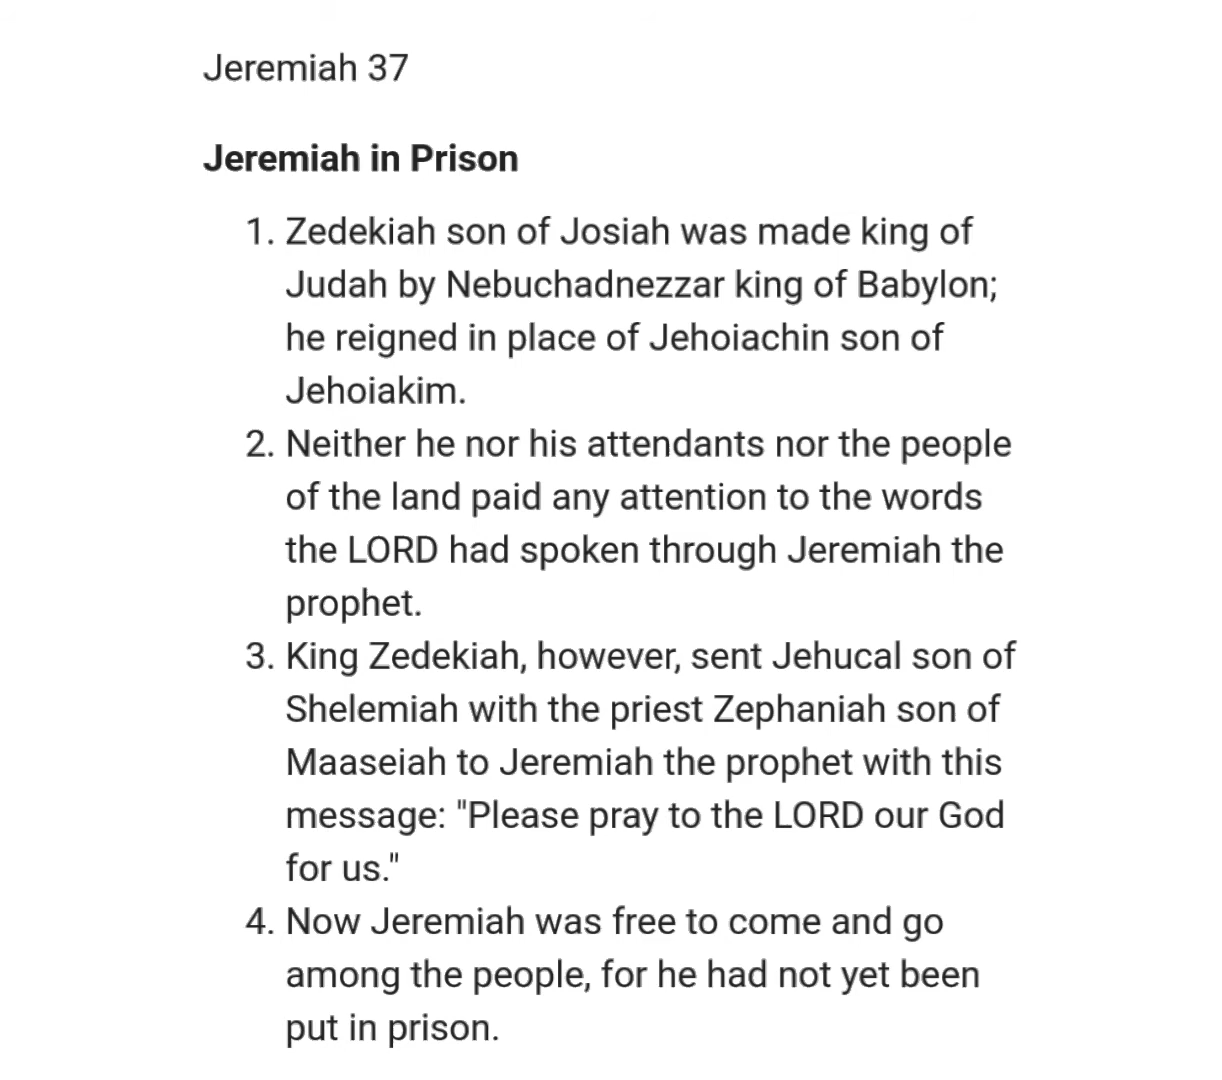 Jeremiah 37
Jeremiah in Prison
1. Zedekiah son of Josiah was made king of
Judah by Nebuchadnezzar king of Babylon;
he reigned in place of Jehoiachin son of
Jehoiakim.
2. Neither he nor his attendants nor the people
of the land paid any attention to the words
the LORD had spoken through Jeremiah the
prophet.
3. King Zedekiah, however, sent Jehucal son of
Shelemiah with the priest Zephaniah son of
Maaseiah to Jeremiah the prophet with this
message: "Please pray to the LORD our God
for us."
4. Now Jeremiah was free to come and go
among the people, for he had not yet been
put in prison.